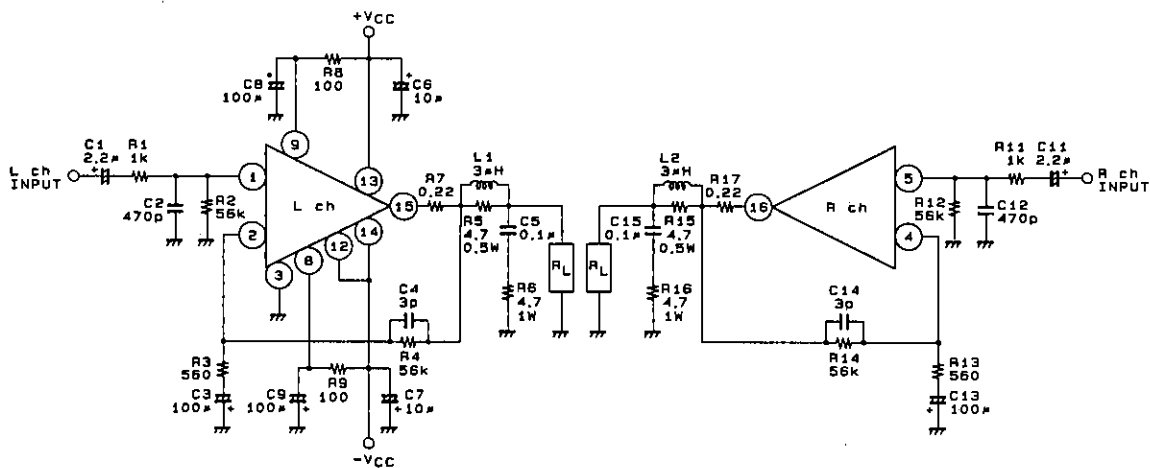 +VCC
C8
100μ
R8
100
C6
10μ
L ch
INPUT
C1
2.2μ
+
R1
1k
C2
470p
R2
56k
1
2
3
8
9
12
13
14
15
L ch
R7
0.22
L1
3μH
R5
4.7
0.5W
C5
0.1μ
R6
4.7
1W
RL
C4
3p
R4
56k
R3
560
C3
100μ
+
C9
100μ
+
R9
100
C7
+10μ
-VCC
RL
L2
3μH
R17
0.22
C15
0.1μ
R15
4.7
0.5W
R16
4.7
1W
16
R ch
5
4
R11
1k
C11
2.2μ
+
R ch
INPUT
R12
56k
C12
470p
C14
3p
R14
56k
R13
560
C13
+
100μ